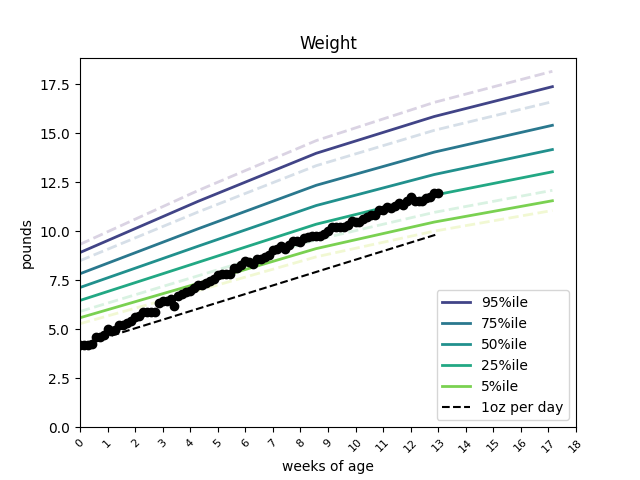 Weight
pounds
17.5
15.0
12.5
10.0
7.5
5.0
2.5
0.0
95%ile
75%ile
50%ile
25%ile
5%ile
1oz per day
0 1 2 3 4 5 6 7 8 9 10 11 12 13 14 15 16 17 18
weeks of age